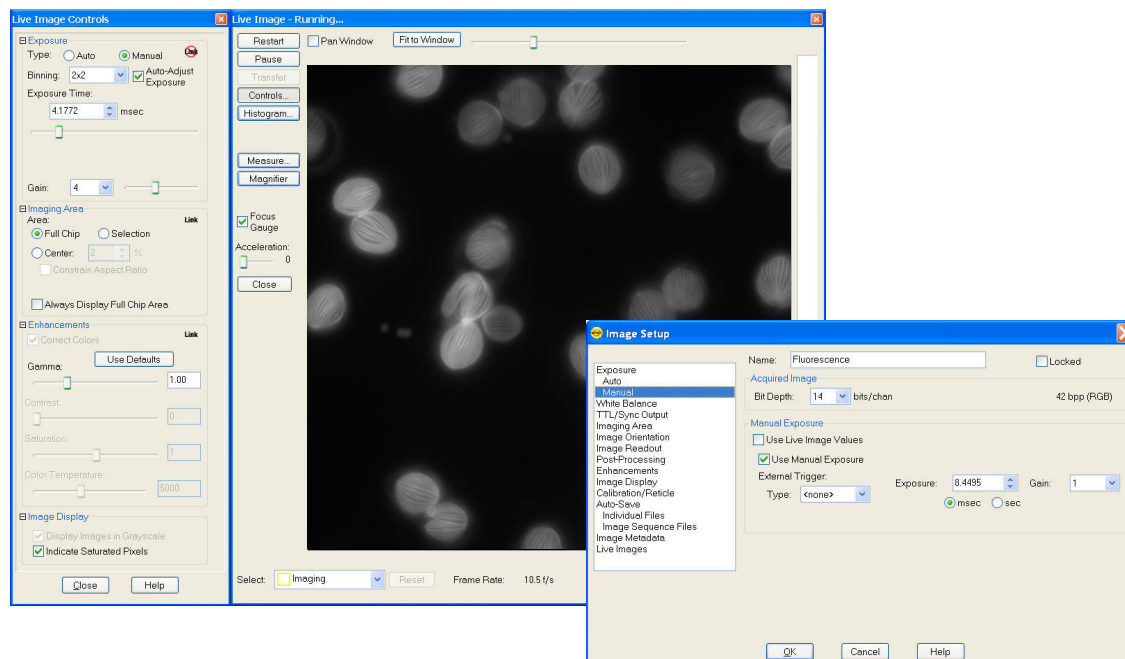 Live Image Controls
Exposure
Type: Auto Manual Link
Binning: 2x2 Auto-Adjust Exposure
Exposure Time:
4.1772 msec
Gain: 4
Imaging Area
Area: Link
Full Chip Selection
Center: 2 %
Constrain Aspect Ratio
Always Display Full Chip Area
Enhancements
Correct Colors Link
Use Defaults
Gamma: 1.00
Contrast: 0
Saturation: 1
Color Temperature... 5000
Image Display
Display Images in Grayscale
Indicate Saturated Pixels
Close Help
Live Image - Running...
Restart Pan Window Fit to Window
Pause
Transfer
Controls...
Histogram...
Measure...
Magnifier
Focus
Gauge
Acceleration:
0
Close
Select: Imaging Reset Frame Rate: 10.5 f/s
Image Setup
Exposure
Auto
Manual
White Balance
TTL/Sync Output
Imaging Area
Image Orientation
Image Readout
Post-Processing
Enhancements
Image Display
Calibration/Reticle
Auto-Save
Individual Files
Image Sequence Files
Image Metadata
Live Images
Name: Fluorescence Locked
Acquired Image
Bit Depth: 14 bits/chan 42 bpp (RGB)
Manual Exposure
Use Live Image Values
Use Manual Exposure
External Trigger:
Type: <none> Exposure: 8.4495 Gain: 1
msec sec
OK Cancel Help